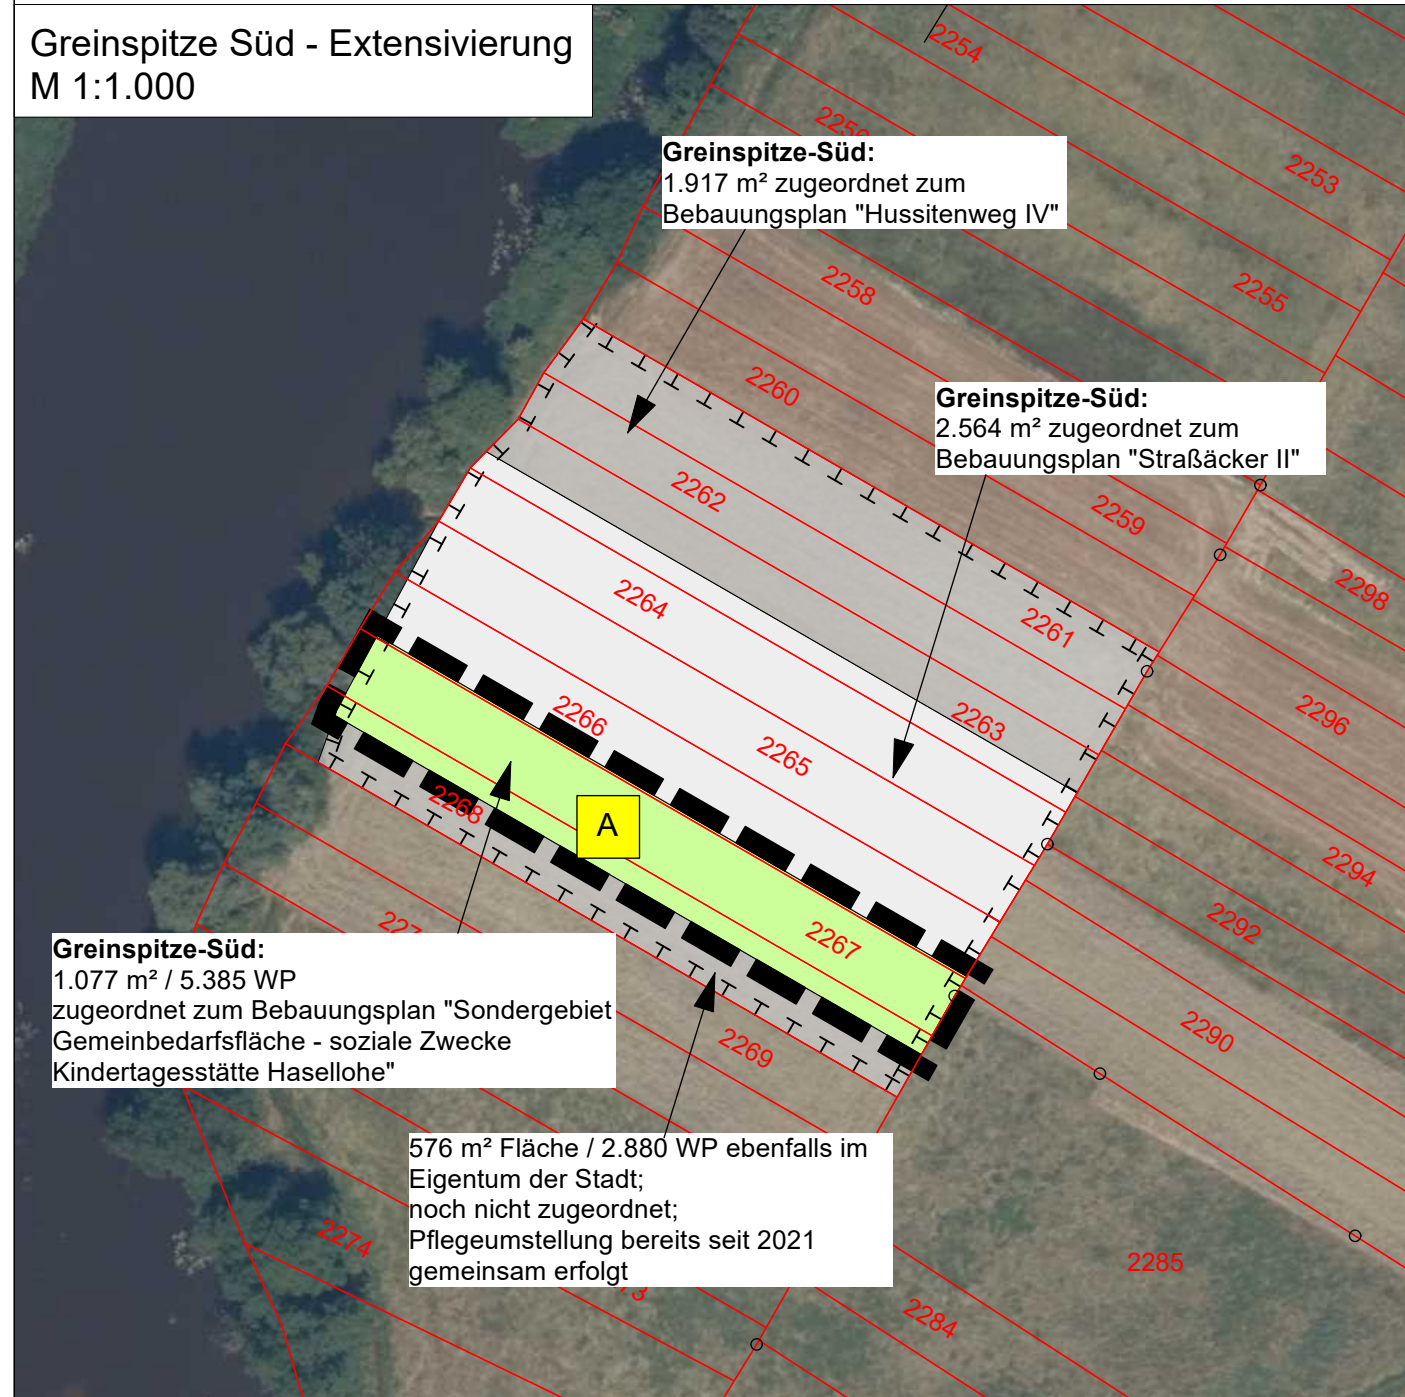 Greinspitze Süd - Extensivierung
M 1:1.000
2254
2253
2255
Greinspitze-Süd:
1.917 m² zugeordnet zum
Bebauungsplan "Hussitenweg IV"
2258
2260
Greinspitze-Süd:
2.564 m² zugeordnet zum
Bebauungsplan "Straßäcker II"
2262
2259
2298
2264
2261
2296
2266
2263
2265
2268
A
2294
2292
2267
2290
Greinspitze-Süd:
1.077 m² / 5.385 WP
zugeordnet zum Bebauungsplan "Sondergebiet
Gemeinbedarfsfläche - soziale Zwecke
Kindertagesstätte Hasellohe"
2269
576 m² Fläche / 2.880 WP ebenfalls im
Eigentum der Stadt;
noch nicht zugeordnet;
Pflegeumstellung bereits seit 2021
gemeinsam erfolgt
2274
2285
2284